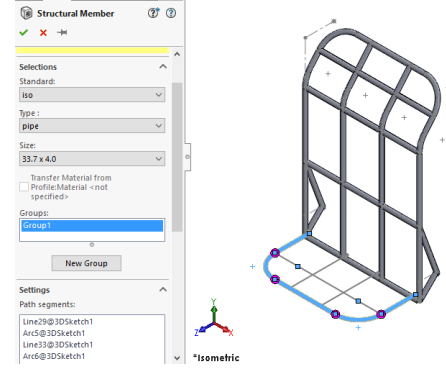 Structural Member
Selections
Standard:
iso
Type :
pipe
Size:
33.7 x 4.0
Transfer Material from
Profile:Material <not
specified>
Groups:
Group1
New Group
Settings
Path segments:
Line29@3DSketch1
Arc5@3DSketch1
Line33@3DSketch1
Arc6@3DSketch1
Y
Z
X
*Isometric